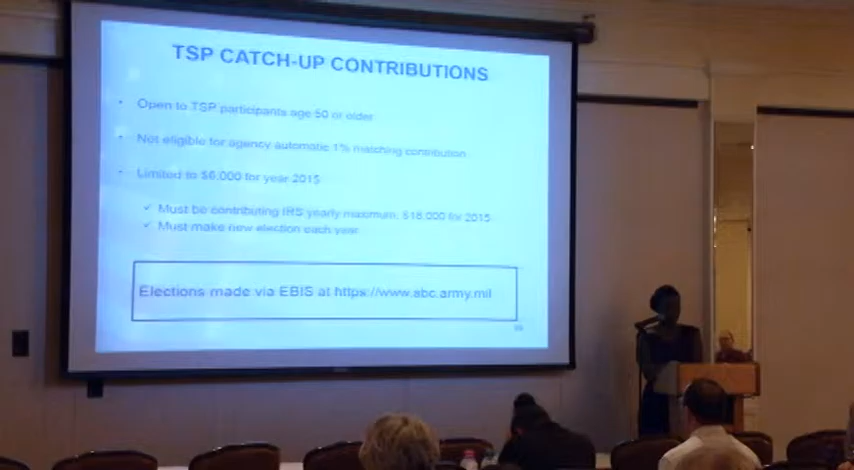 TSP CATCH-UP CONTRIBUTIONS
• Open to TSP participants age 50 or older
• Not eligible for agency automatic 1% matching contribution
• Limited to $6,000 for year 2015
✓ Must be contributing IRS yearly maximum, $18,000 for 2015
✓ Must make new election each year
Elections made via EBIS at https://www.abc.army.mil